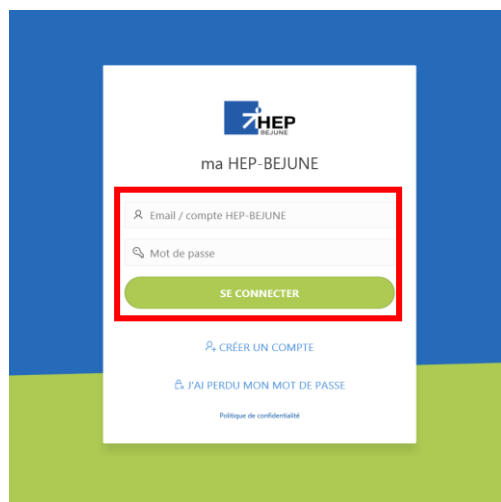 HEP
BEJUNE
ma HEP-BEJUNE
Email / compte HEP-BEJUNE
Mot de passe
SE CONNECTER
CRÉER UN COMPTE
J'AI PERDU MON MOT DE PASSE
Politique de confidentialité